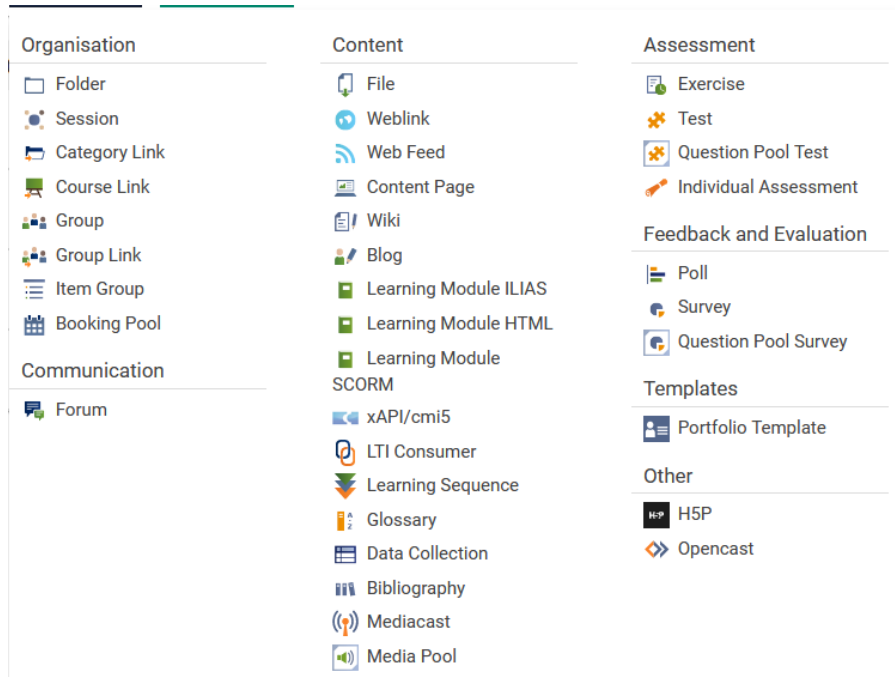 Organisation
Folder
Session
Category Link
Course Link
Group
Group Link
Item Group
Booking Pool
Communication
Forum
Content
File
Weblink
Web Feed
Content Page
Wiki
Blog
Learning Module ILIAS
Learning Module HTML
Learning Module
SCORM
xAPI/cmi5
LTI Consumer
Learning Sequence
Glossary
Data Collection
Bibliography
Mediacast
Media Pool
Assessment
Exercise
Test
Question Pool Test
Individual Assessment
Feedback and Evaluation
Poll
Survey
Question Pool Survey
Templates
Portfolio Template
Other
H5P
H5P
Opencast